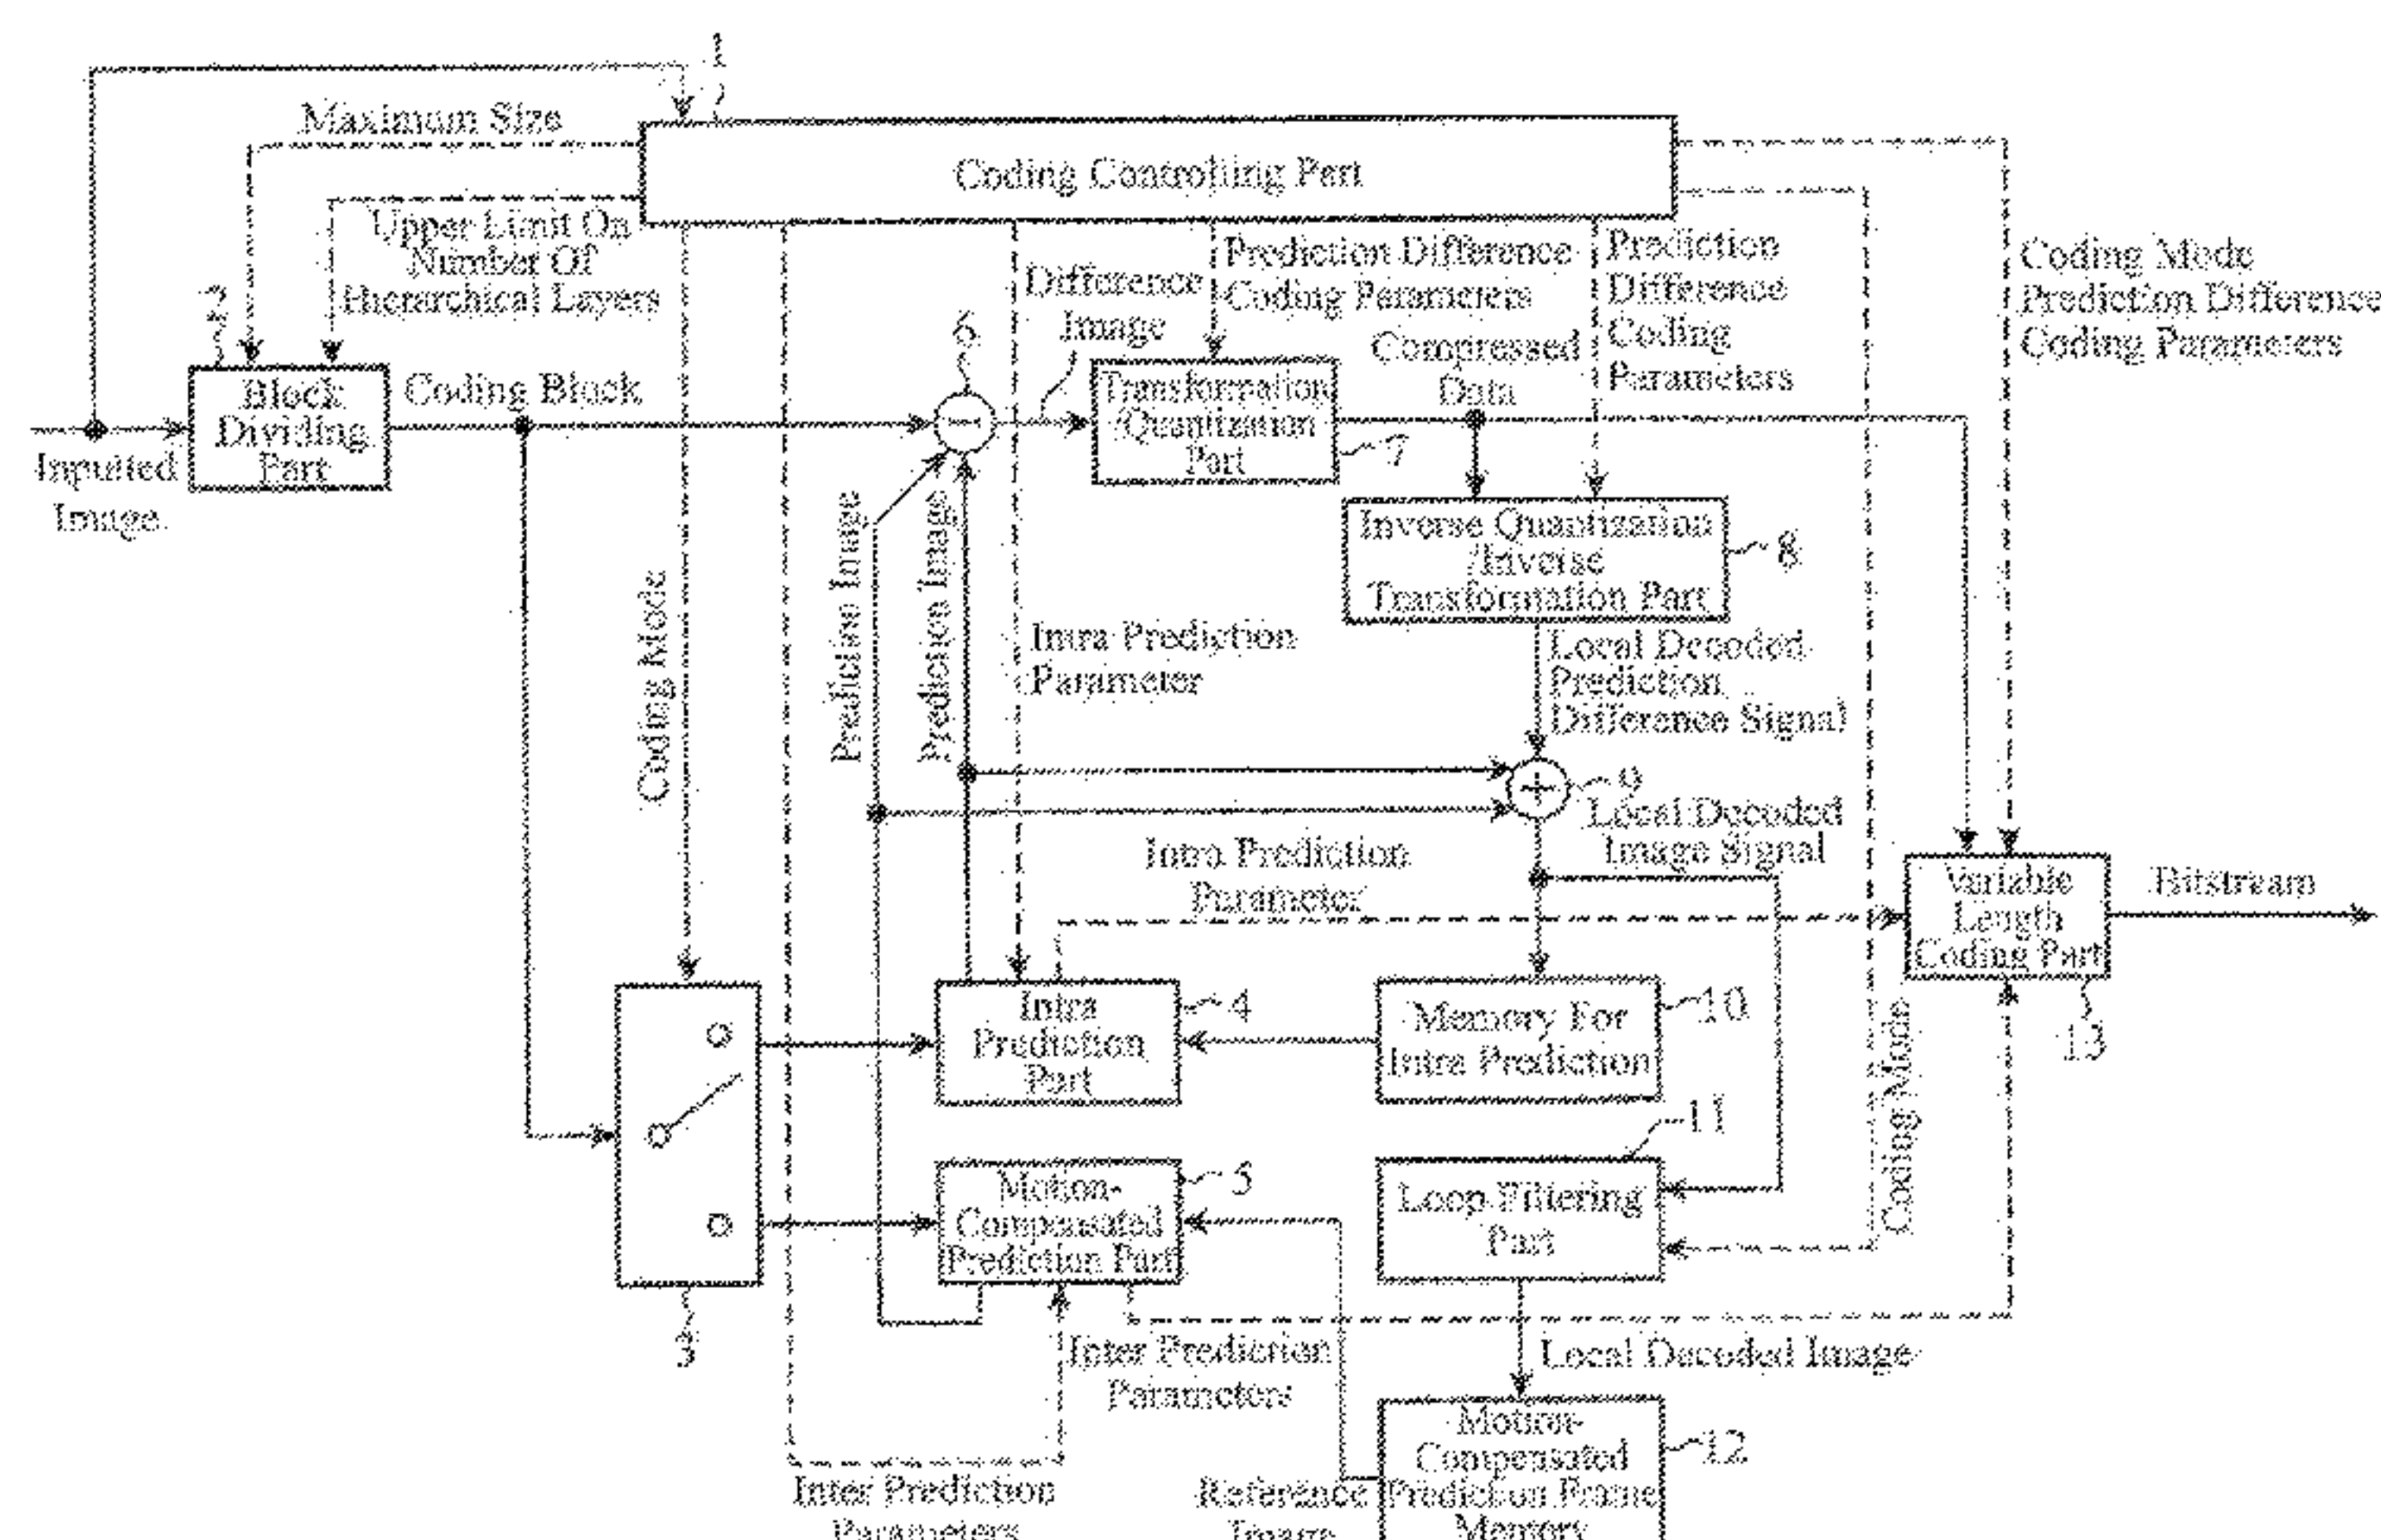 1
2
Maximum Size
Coding Controlling Part
Upper Limit On
Number Of
Hierarchical Layers
2
Block
Dividing
Part
Coding Block
Inputted
Image
6
Difference
Image
Prediction Difference
Coding Parameters
Transformation
/Quantization
Part
7
Compressed
Data
Prediction
Difference
Coding
Parameters
Coding Mode
Prediction Difference
Coding Parameters
Inverse Quantization
/Inverse
Transformation Part
8
Coding Mode
Prediction Image
Prediction Image
Intra Prediction
Parameter
Local Decoded
Prediction
Difference Signal
9
Local Decoded
Image Signal
Intra Prediction
Parameter
Variable
Length
Coding Part
13
Bitstream
Intra
Prediction
Part
4
Memory For
Intra Prediction
10
Coding Mode
3
Motion-
Compensated
Prediction Part
5
Loop Filtering
Part
11
Inter Prediction
Parameters
Local Decoded Image
Inter Prediction
Parameters
Reference
Image
Motion-
Compensated
Prediction Frame
Memory
12